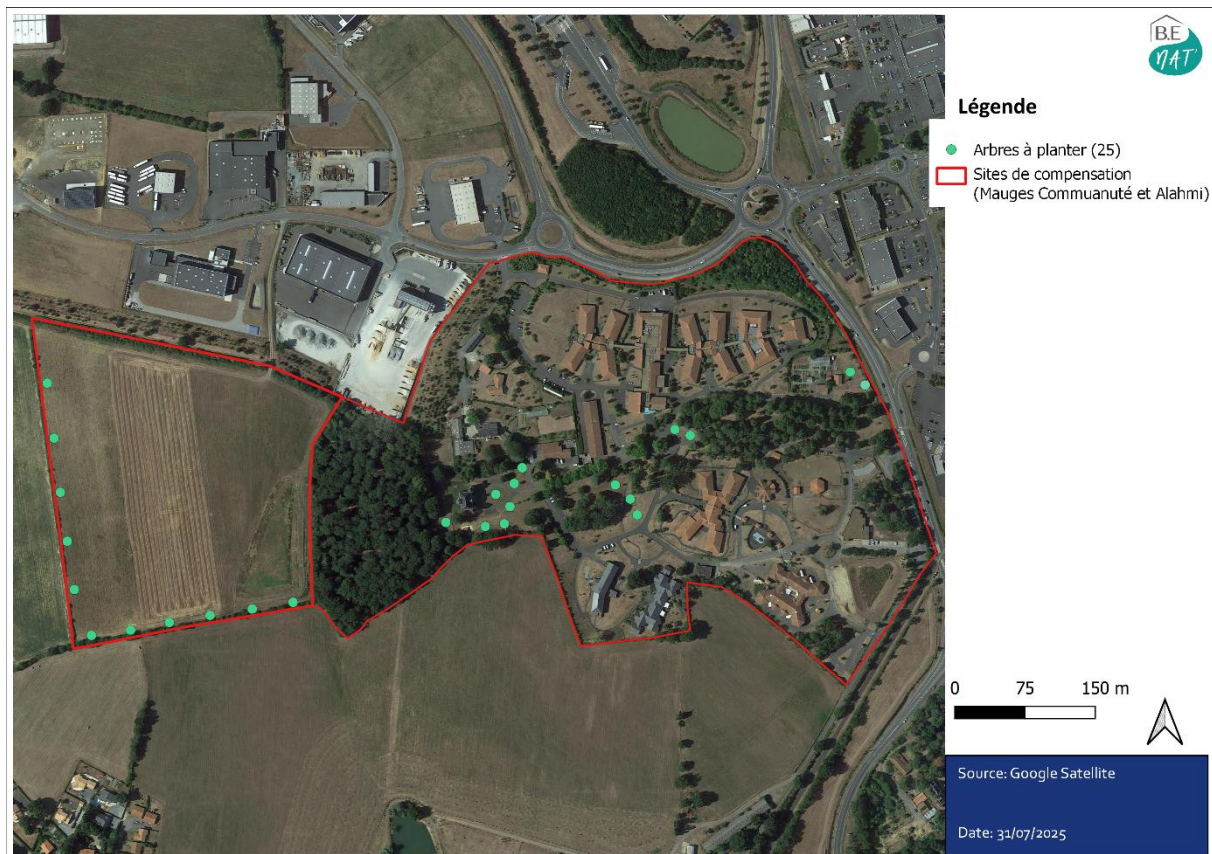 B.E
NAT'
Légende
Arbres à planter (25)
Sites de compensation
(Mauges Commuanuté et Alahmi)
0 75 150 m
Source: Google Satellite
Date: 31/07/2025